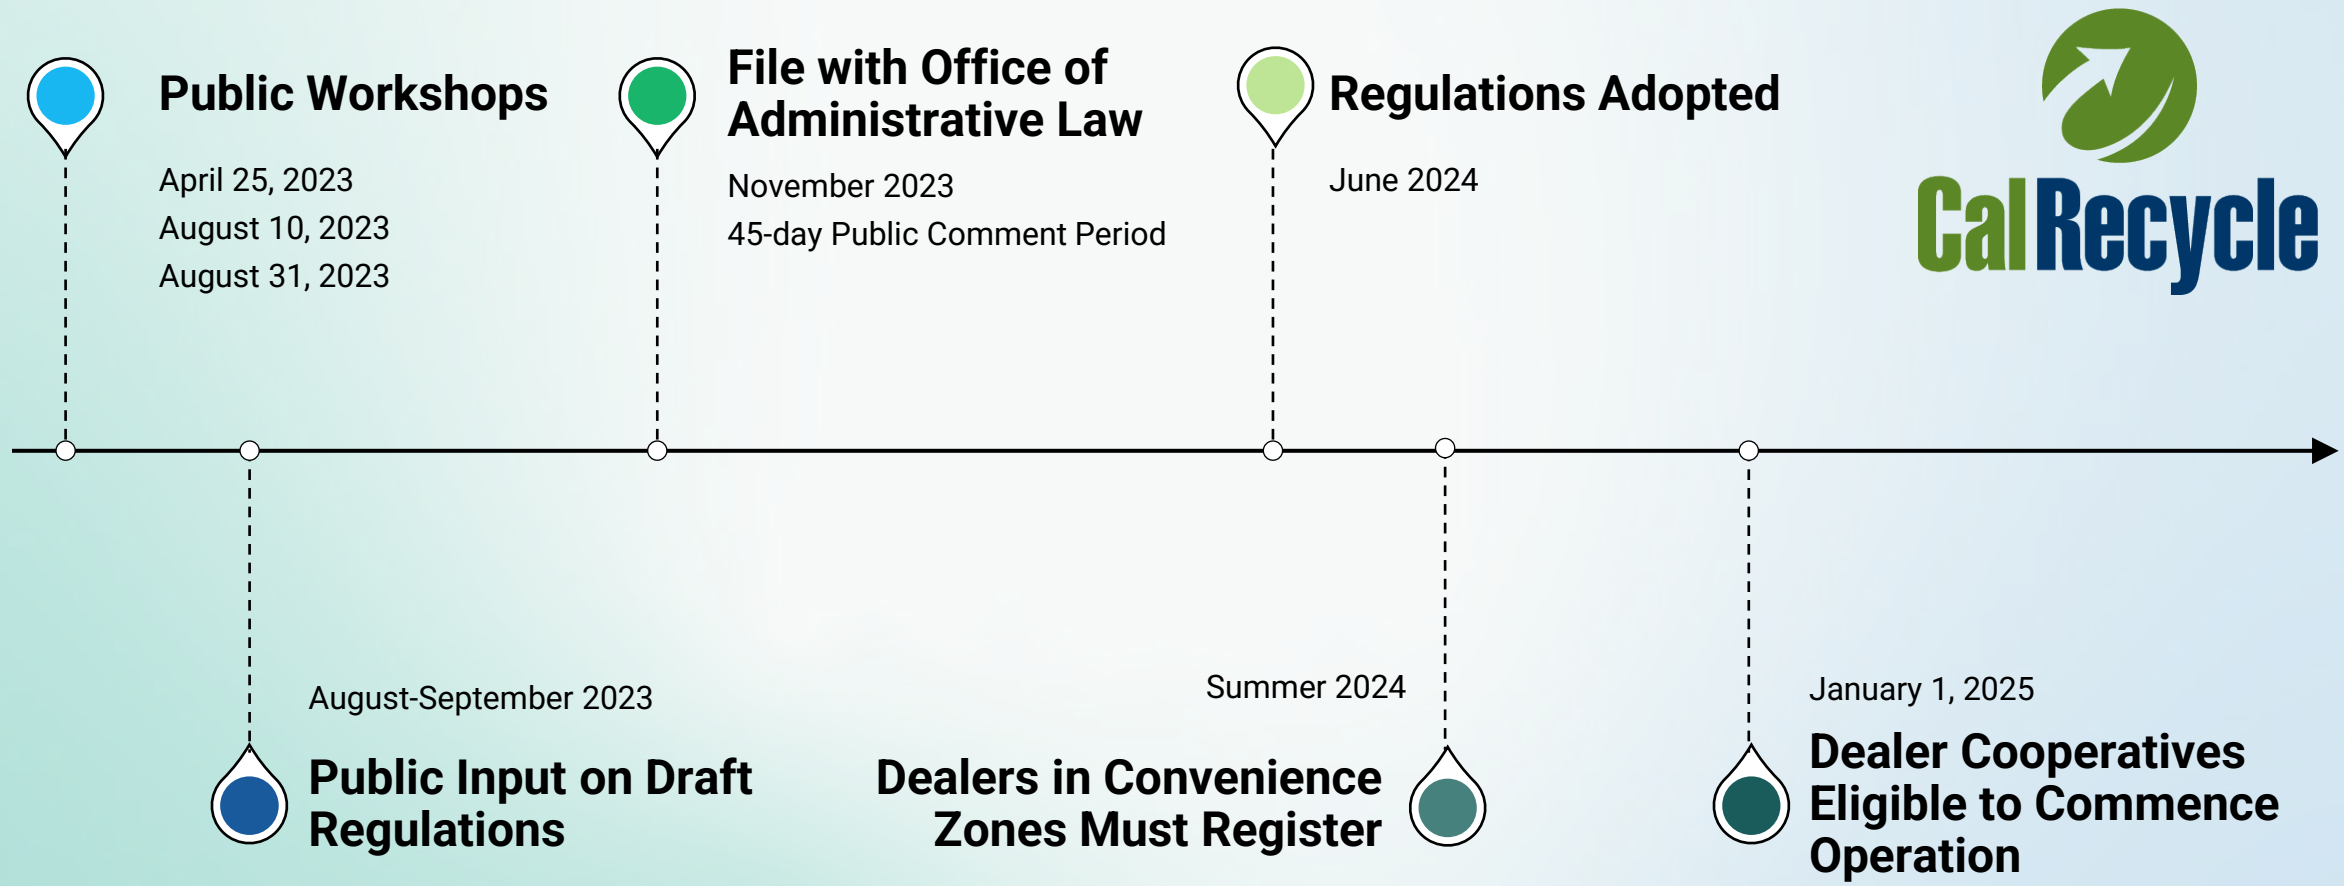 Public Workshops
April 25, 2023
August 10, 2023
August 31, 2023
File with Office of
Administrative Law
November 2023
45-day Public Comment Period
Regulations Adopted
June 2024
CalRecycle
August-September 2023
Public Input on Draft
Regulations
Summer 2024
Dealers in Convenience
Zones Must Register
January 1, 2025
Dealer Cooperatives
Eligible to Commence
Operation